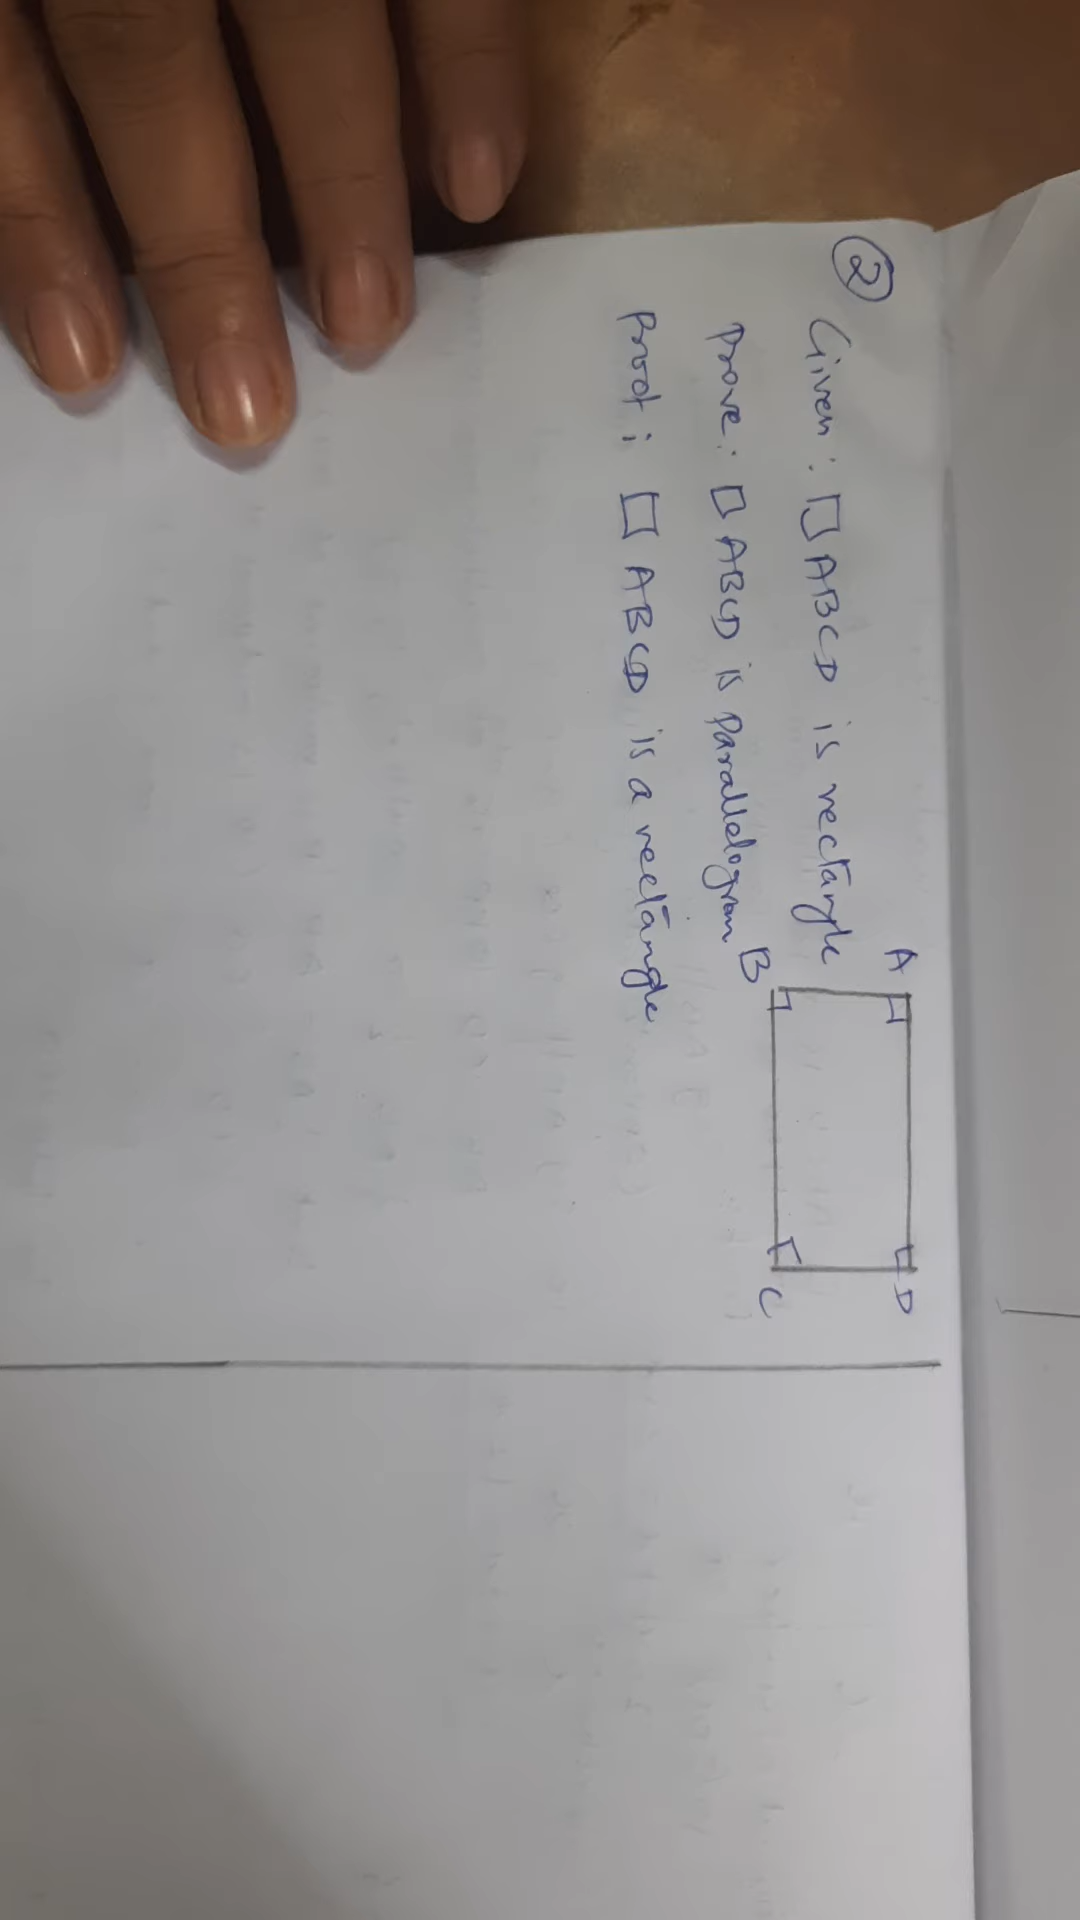 ②
Given : □ ABCD is rectangle
Prove : □ ABCD is parallelogram
Proof : □ ABCD is a rectangle
A D
B C